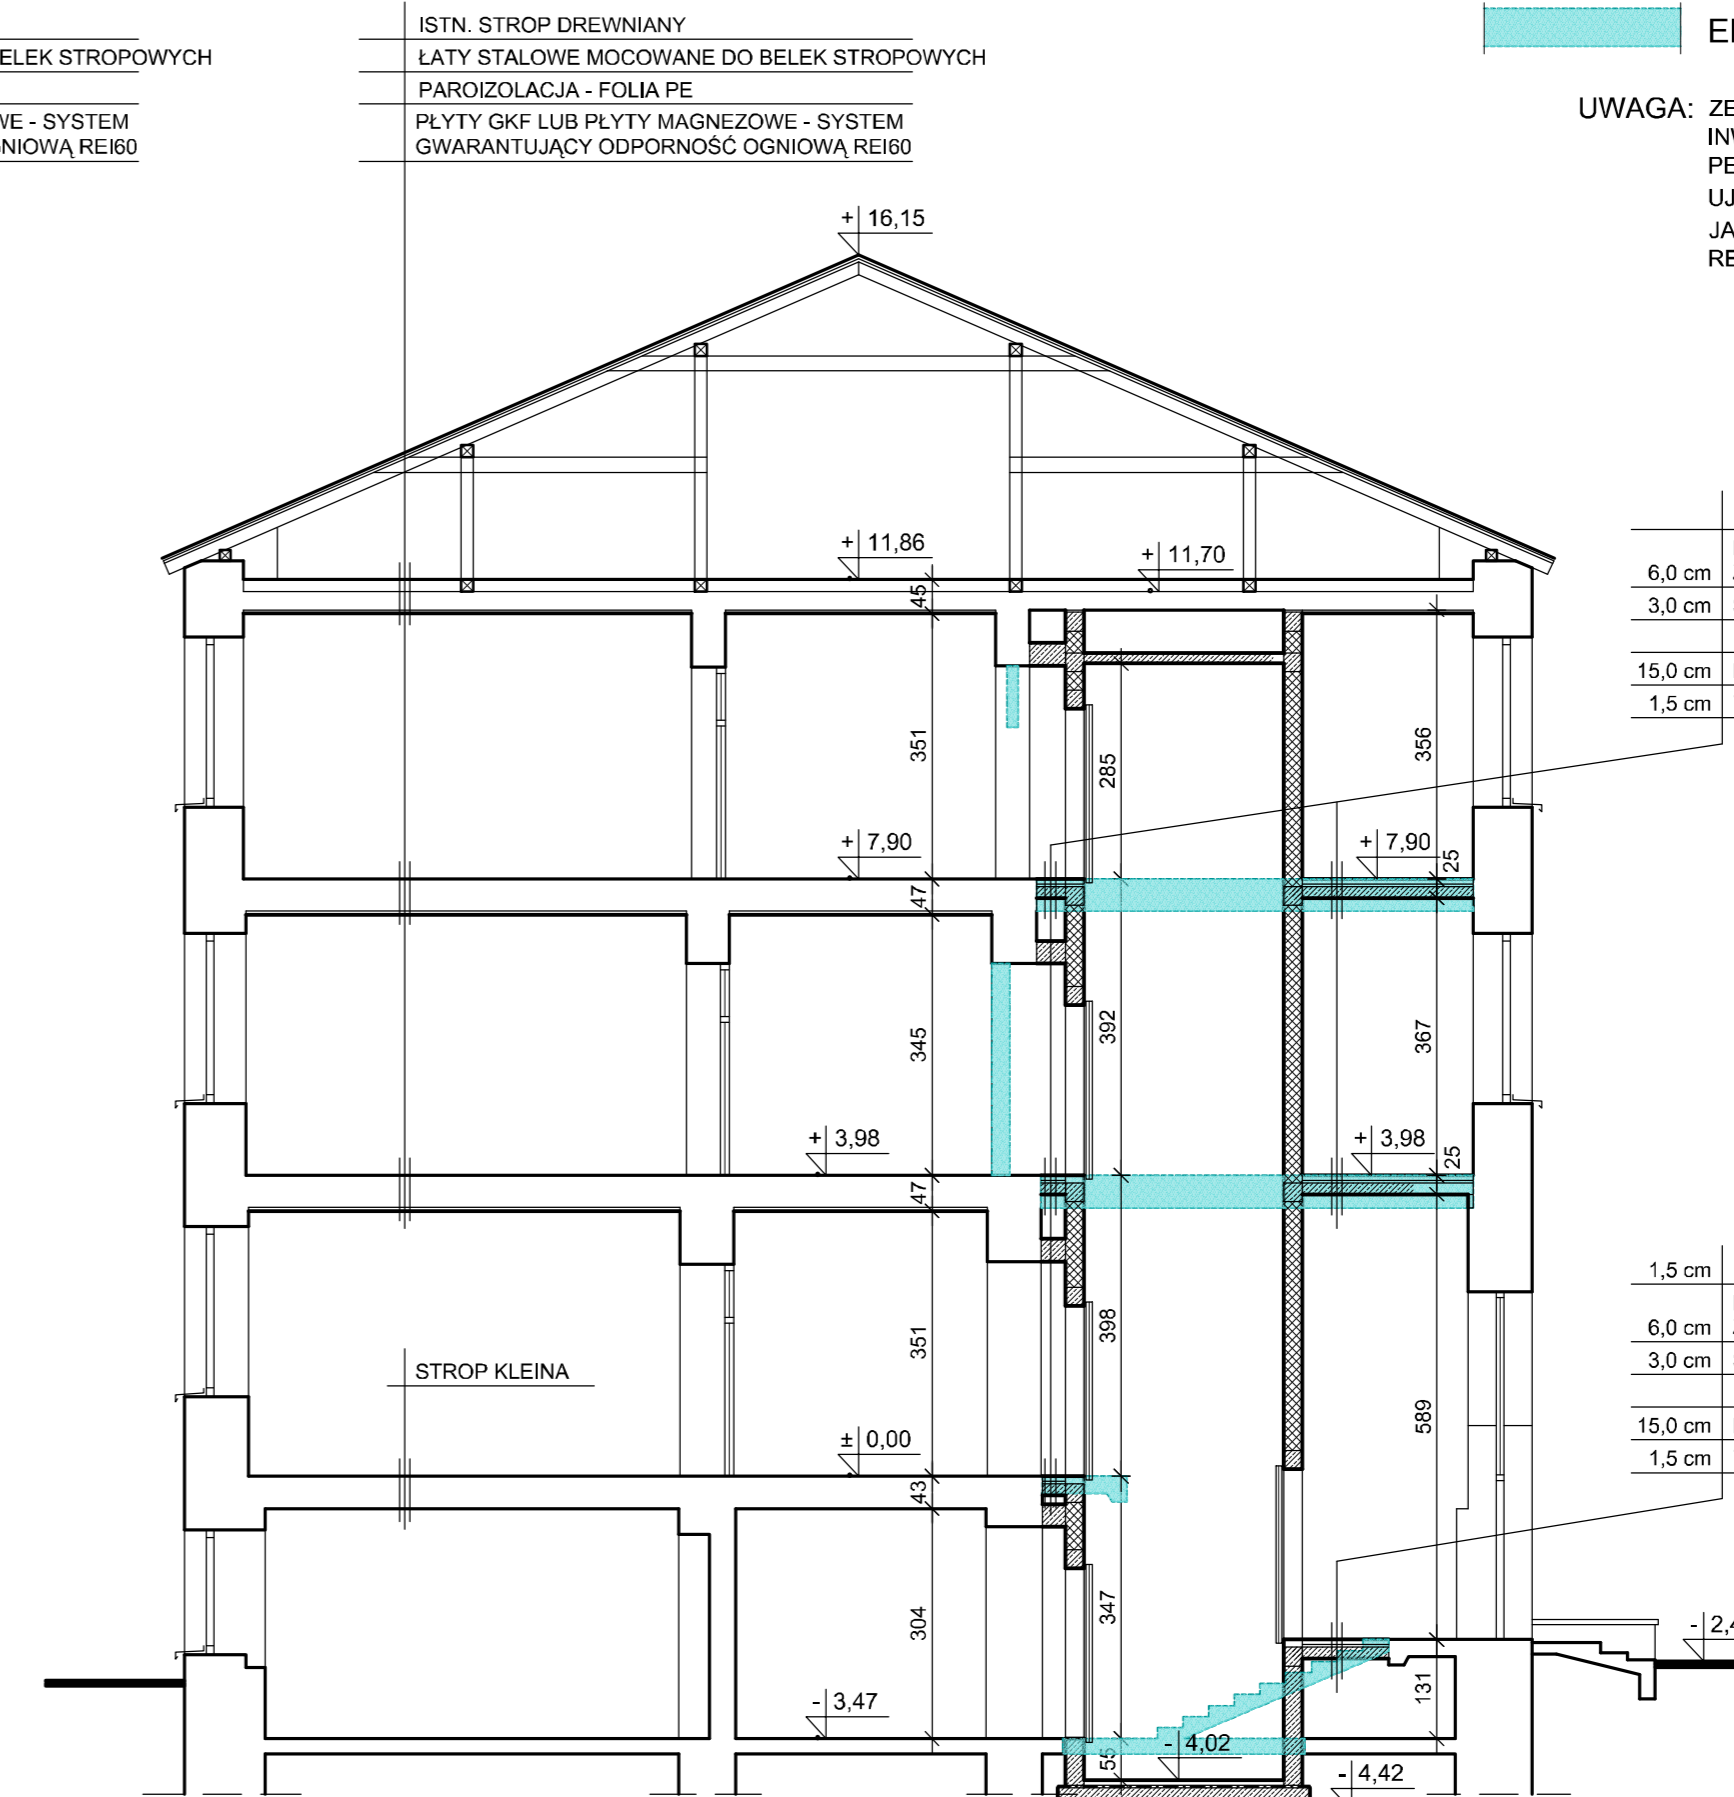 ISTN. STROP DREWNIANY
ELEK STROPOWYCH
ŁATY STALOWE MOCOWANE DO BELEK STROPOWYCH
PAROIZOLACJA - FOLIA PE
WE - SYSTEM
GNIOWĄ REI60
PŁYTY GKF LUB PŁYTY MAGNEZOWE - SYSTEM
GWARANTUJĄCY ODPORNOŚĆ OGNIOWĄ REI60
UWAGA:
UJ
JA
+ 16,15
+ 11,86
+ 11,70
45
6,0 cm
3,0 cm
15,0 cm
1,5 cm
351
285
356
+ 7,90
+ 7,90
25
47
345
392
367
+ 3,98
+ 3,98
25
47
1,5 cm
6,0 cm
3,0 cm
15,0 cm
1,5 cm
351
398
STROP KLEINA
589
± 0,00
43
304
347
- 2,4
131
- 3,47
- 4,02
55
- 4,42